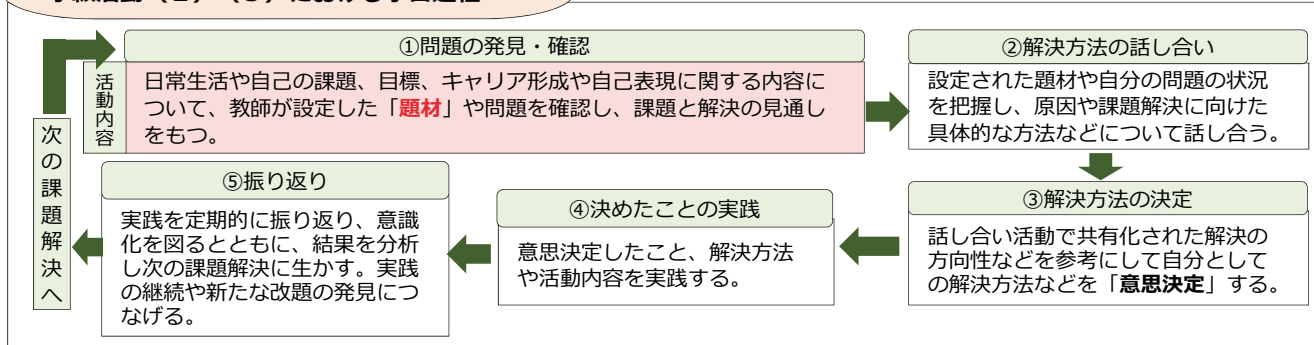 ①問題の発見・確認
活動内容
日常生活や自己の課題、目標、キャリア形成や自己表現に関する内容に
ついて、教師が設定した「題材」や問題を確認し、課題と解決の見通し
をもつ。
②解決方法の話し合い
設定された題材や自分の問題の状況
を把握し、原因や課題解決に向けた
具体的な方法などについて話し合う。
③解決方法の決定
話し合い活動で共有化された解決の
方向性などを参考にして自分として
の解決方法などを「意思決定」する。
④決めたことの実践
意思決定したこと、解決方法
や活動内容を実践する。
⑤振り返り
実践を定期的に振り返り、意識
化を図るとともに、結果を分析
し次の課題解決に生かす。実践
の継続や新たな改題の発見につ
なげる。
次の課題解決へ